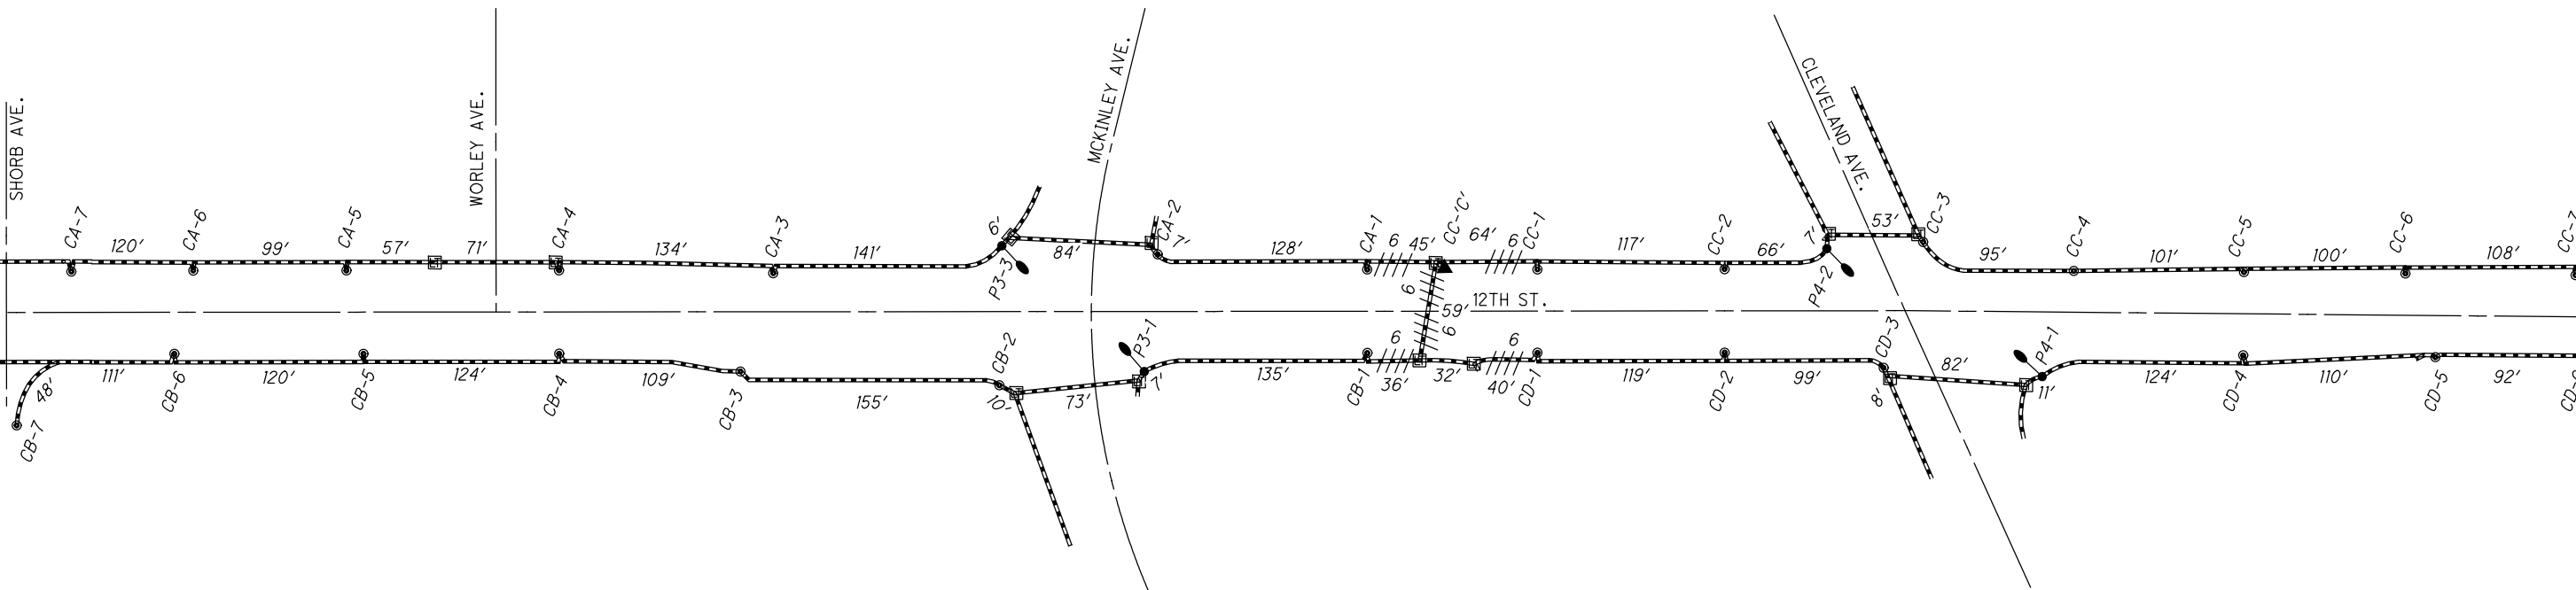 SHORB AVE.
WORLEY AVE.
MCKINLEY AVE.
CLEVELAND AVE.
CA-7
120'
CA-6
99'
CA-5
57'
71'
CA-4
134'
CA-3
141'
6'
P3-3
84'
CA-2
7'
128'
CA-1
6
45'
CC-'C'
64'
6
CC-1
117'
CC-2
66'
7'
P4-2
53'
CC-3
95'
CC-4
101'
CC-5
100'
CC-6
108'
CC-7
6
59'
6
12TH ST.
48'
CB-7
111'
CB-6
120'
CB-5
124'
CB-4
109'
CB-3
155'
CB-2
10'
73'
P3-1
7'
135'
CB-1
6
36'
32'
6
40'
CD-1
119'
CD-2
99'
CD-3
8'
82'
P4-1
11'
124'
CD-4
110'
CD-5
92'